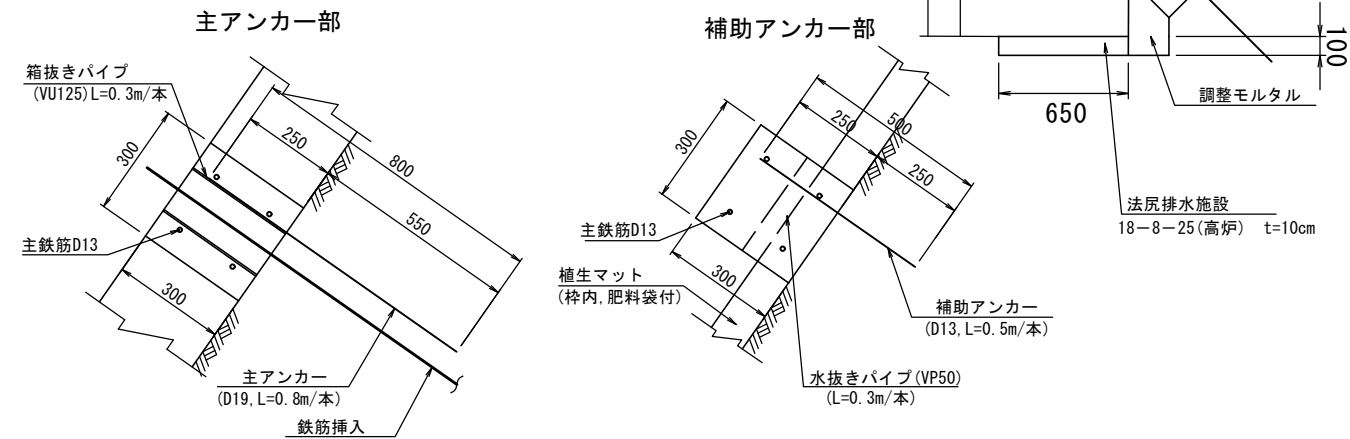 主アンカー部
箱抜きパイプ
(VU125)L=0.3m/本
300
250
800
550
主鉄筋D13
300
主アンカー
(D19,L=0.8m/本)
鉄筋挿入
補助アンカー部
300
250
500
250
主鉄筋D13
植生マット
(枠内,肥料袋付)
300
補助アンカー
(D13,L=0.5m/本)
水抜きパイプ(VP50)
(L=0.3m/本)
100
650
調整モルタル
法尻排水施設
18－8－25(高炉) t=10cm